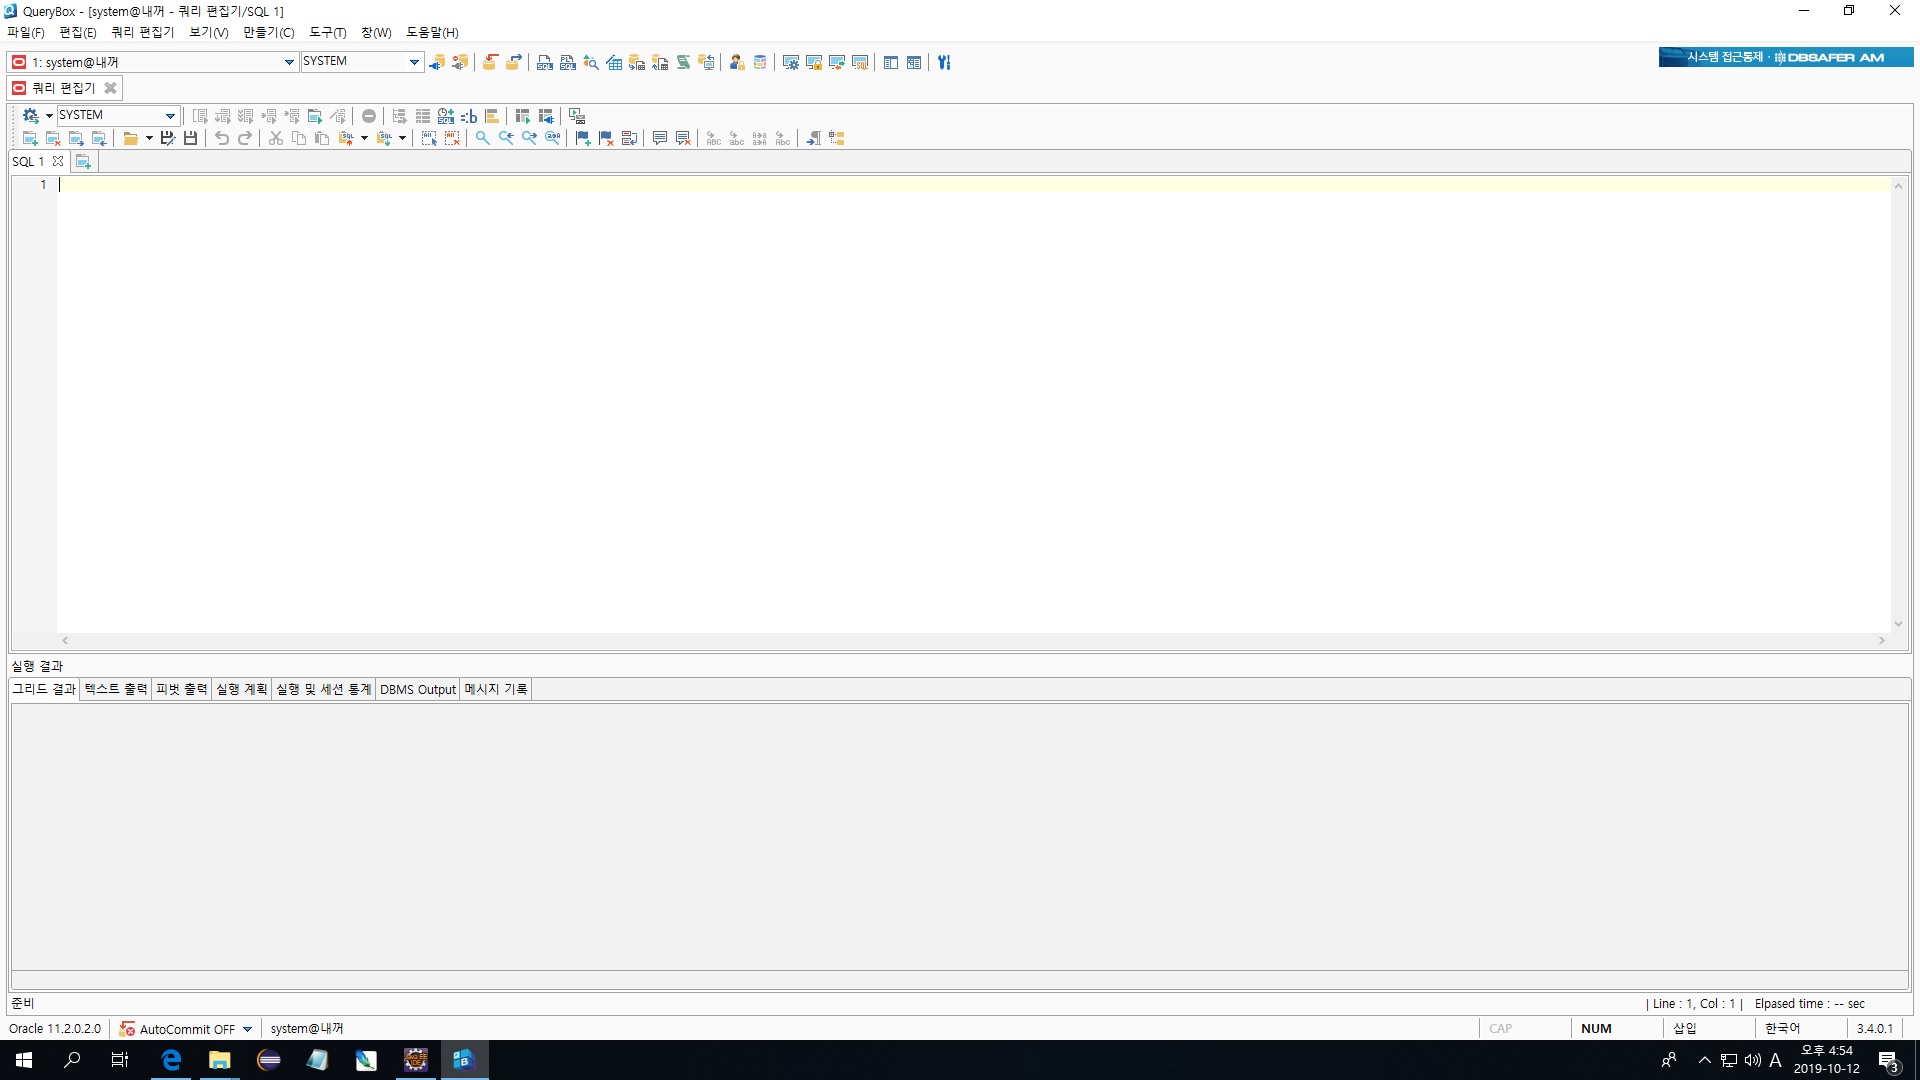 QueryBox - [system@내꺼 - 쿼리 편집기/SQL 1]
파일(F) 편집(E) 쿼리 편집기 보기(V) 만들기(C) 도구(T) 창(W) 도움말(H)
1: system@내꺼 SYSTEM
시스템 접근통제 · DBSAFER AM
쿼리 편집기
SYSTEM
SQL 1
1
실행 결과
그리드 결과 텍스트 출력 피벗 출력 실행 계획 실행 및 세션 통계 DBMS Output 메시지 기록
준비 | Line : 1, Col : 1 | Elpased time : -- sec
Oracle 11.2.0.2.0 AutoCommit OFF system@내꺼 CAP NUM 삽입 한국어 3.4.0.1
A 오후 4:54
2019-10-12 3